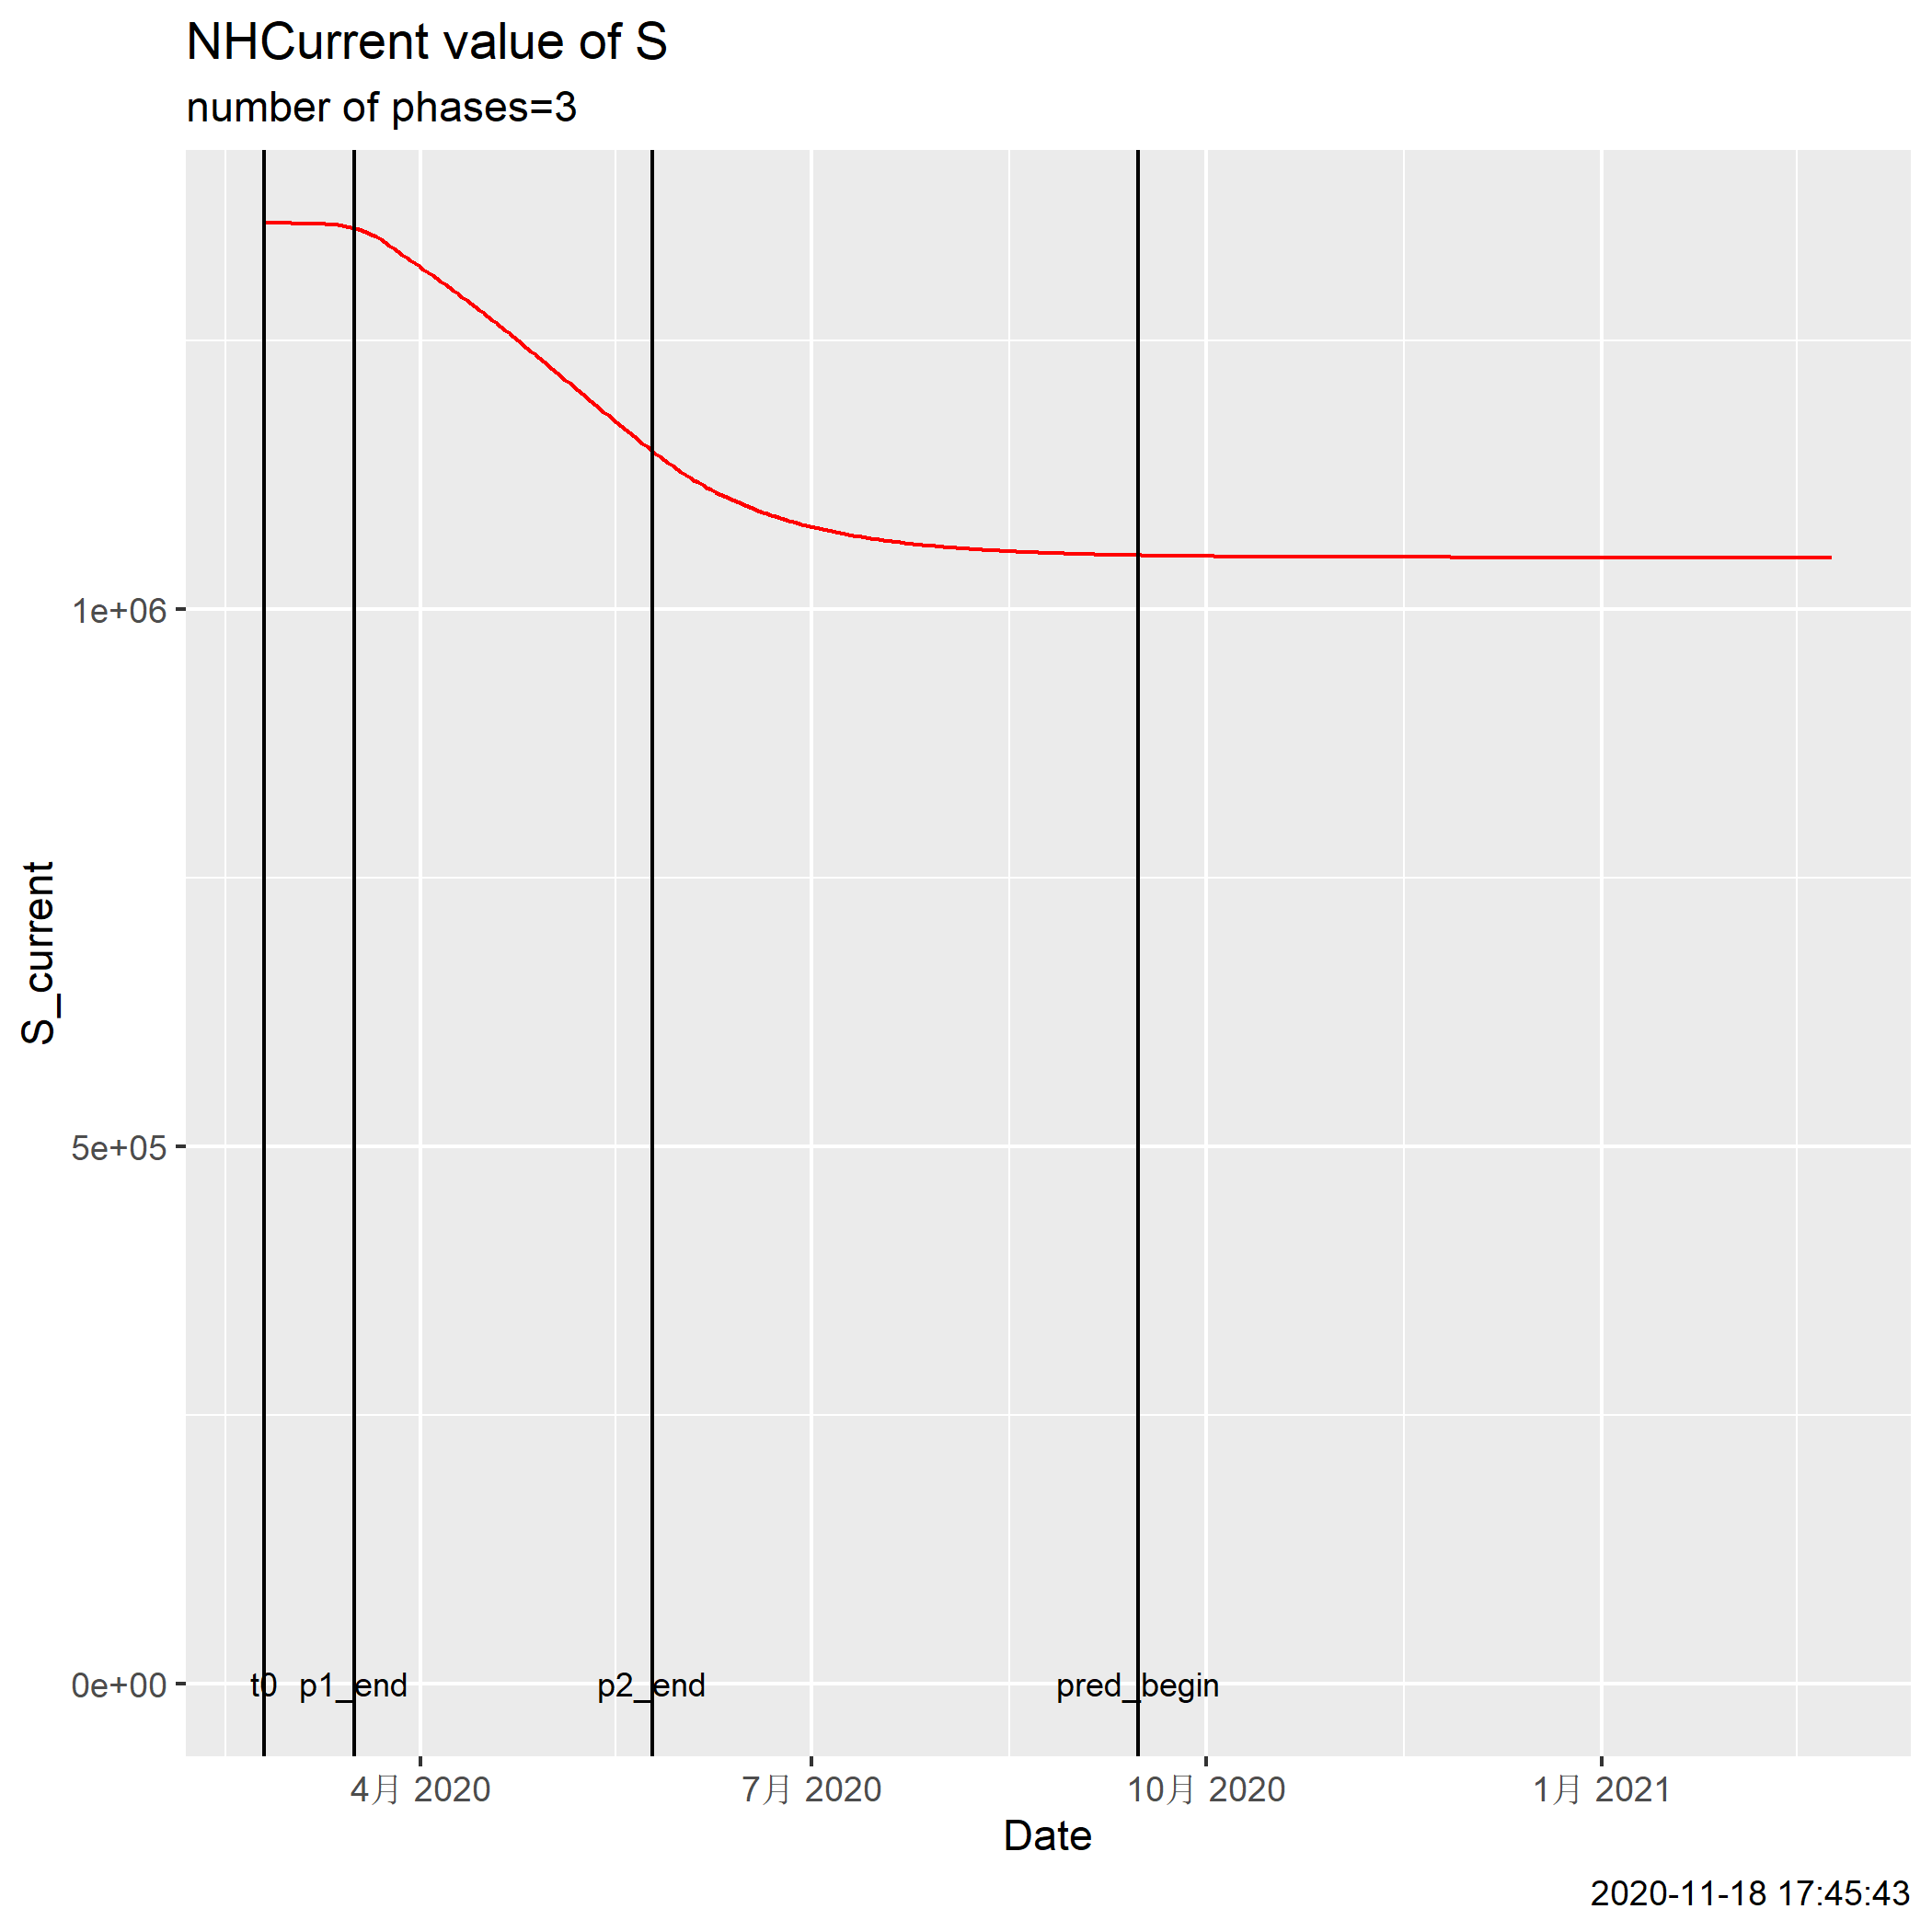 NHCurrent value of S
number of phases=3
S_current
1e+06
5e+05
0e+00
t0 p1_end p2_end pred_begin
4月 2020 7月 2020 10月 2020 1月 2021
Date
2020-11-18 17:45:43